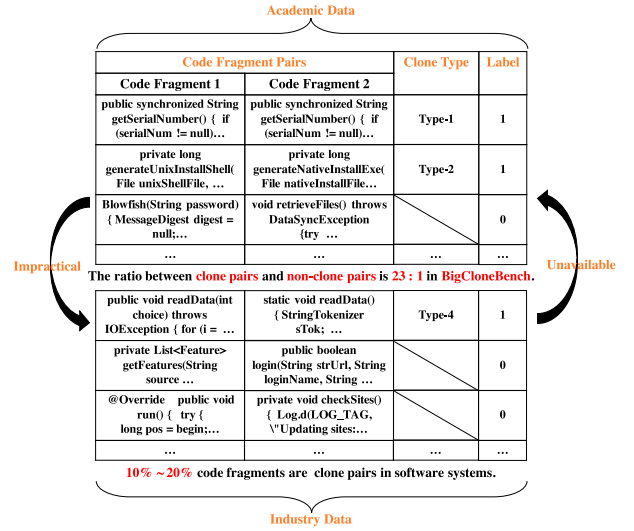 Academic Data
Code Fragment Pairs
Clone Type
Label
Code Fragment 1
Code Fragment 2
public synchronized String
getSerialNumber() { if
(serialNum != null)…
public synchronized String
getSerialNumber() { if
(serialNum != null)…
Type-1
1
private long
generateUnixInstallShell(
File unixShellFile, …
private long
generateNativeInstallExe(
File nativeInstallFile…
Type-2
1
Blowfish(String password)
{ MessageDigest digest =
null;…
void retrieveFiles() throws
DataSyncException
{try …
0
…
…
…
…
Impractical
Unavailable
The ratio between clone pairs and non-clone pairs is 23 : 1 in BigCloneBench.
public void readData(int
choice) throws
IOException { for (i = …
static void readData()
{ StringTokenizer
sTok; …
Type-4
1
private List<Feature>
getFeatures(String
source …
public boolean
login(String strUrl, String
loginName, String …
0
@Override public void
run() { try {
long pos = begin;…
private void checkSites()
{ Log.d(LOG_TAG,
\"Updating sites:…
0
…
…
…
…
10% ~ 20% code fragments are clone pairs in software systems.
Industry Data